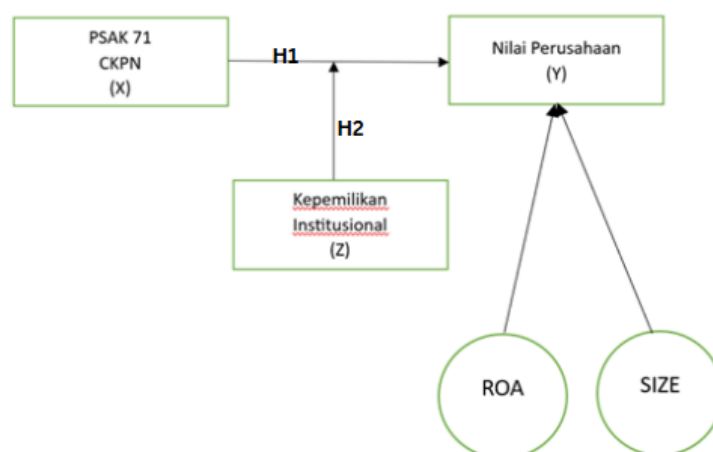 PSAK 71
CKPN
(X)
H1
Nilai Perusahaan
(Y)
H2
Kepemilikan
Institusional
(Z)
ROA
SIZE